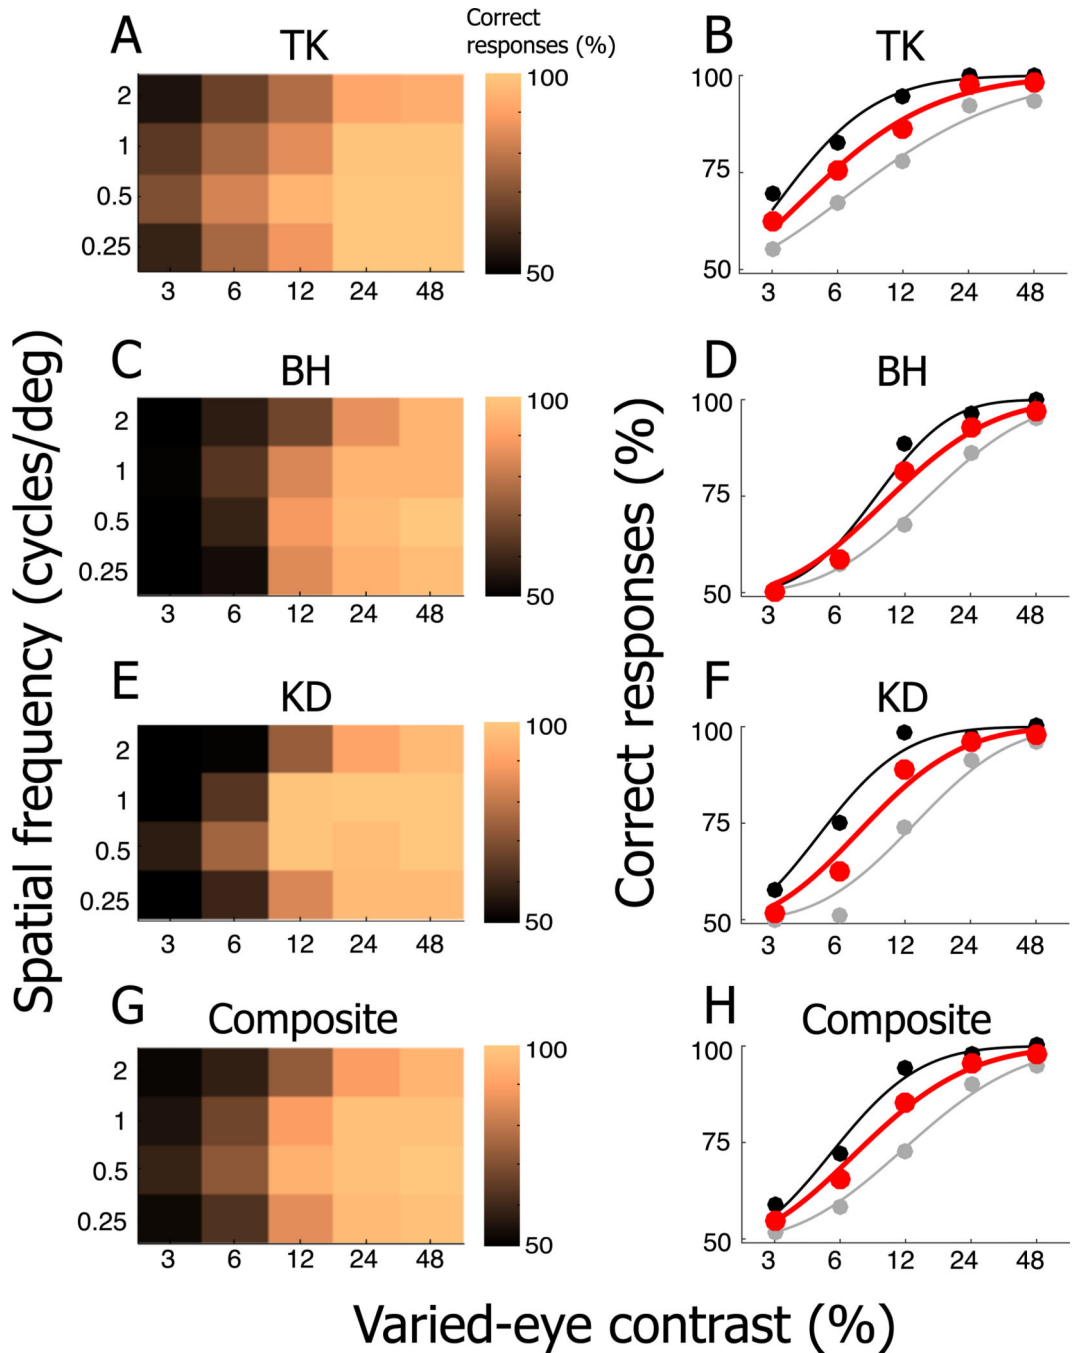 A
TK
Correct
responses (%)
100
50
2
1
0.5
0.25
3 6 12 24 48
B
TK
100
75
50
3 6 12 24 48
C
BH
100
50
2
1
0.5
0.25
3 6 12 24 48
D
BH
100
75
50
3 6 12 24 48
E
KD
100
50
2
1
0.5
0.25
3 6 12 24 48
F
KD
100
75
50
3 6 12 24 48
G
Composite
100
50
2
1
0.5
0.25
3 6 12 24 48
H
Composite
100
75
50
3 6 12 24 48
Spatial frequency (cycles/deg)
Correct responses (%)
Varied-eye contrast (%)